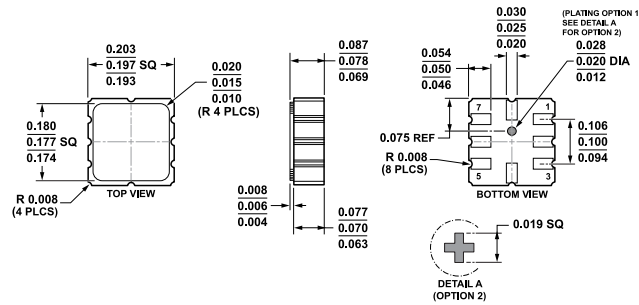 0.203
0.197 SQ
0.193
0.020
0.015
0.010
(R 4 PLCS)
0.180
0.177 SQ
0.174
R 0.008
(4 PLCS)
TOP VIEW
0.087
0.078
0.069
0.008
0.006
0.004
0.077
0.070
0.063
0.030
0.025
0.020
(PLATING OPTION 1
SEE DETAIL A
FOR OPTION 2)
0.054
0.050
0.046
0.028
0.020 DIA
0.012
7
1
0.075 REF
0.106
0.100
0.094
R 0.008
(8 PLCS)
5
3
BOTTOM VIEW
0.019 SQ
DETAIL A
(OPTION 2)